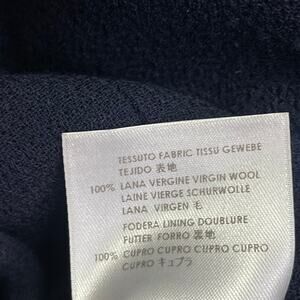 TESSUTO FABRIC TISSU GEWEBE
TEJIDO 表地
100% LANA VERGINE VIRGIN WOOL
LAINE VIERGE SCHURWOLLE
LANA VIRGEN 毛
FODERA LINING DOUBLURE
FUTTER FORRO 裏地
100% CUPRO CUPRO CUPRO CUPRO
CUPRO キュプラ